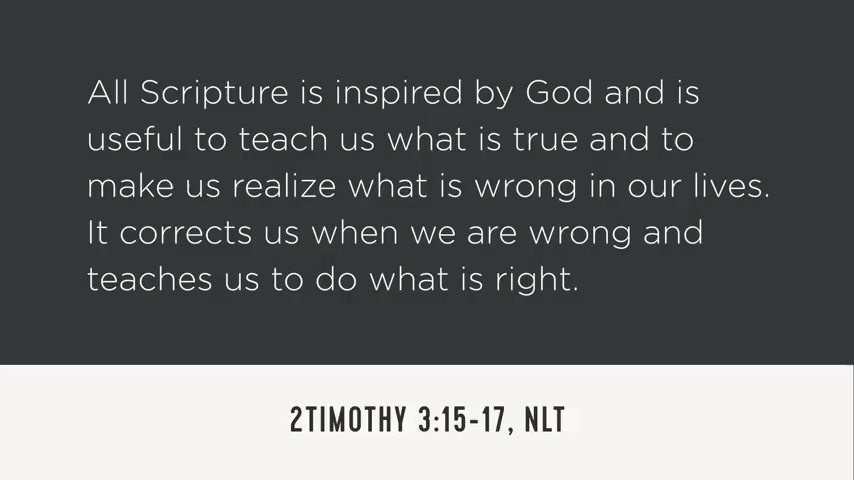 All Scripture is inspired by God and is
useful to teach us what is true and to
make us realize what is wrong in our lives.
It corrects us when we are wrong and
teaches us to do what is right.
2TIMOTHY 3:15-17, NLT